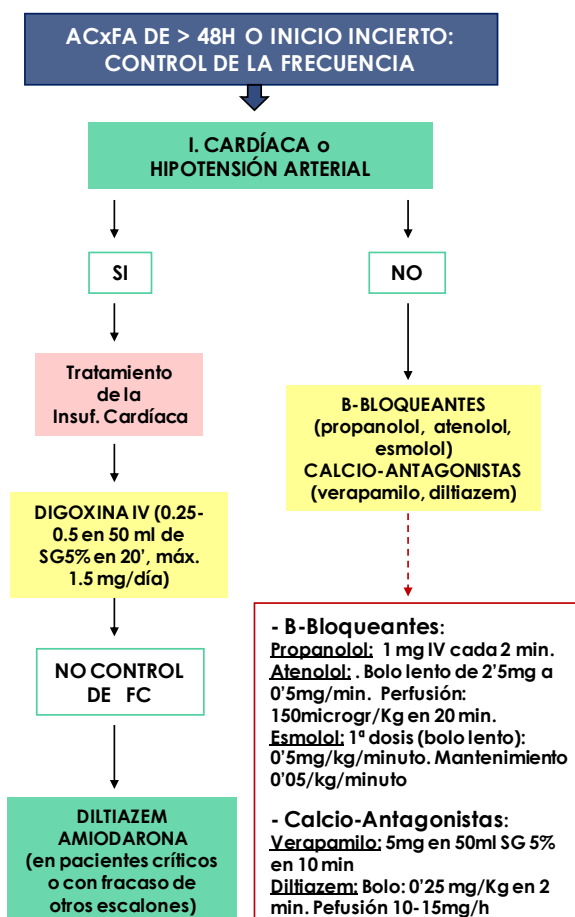 ACxFA DE > 48H O INICIO INCIERTO:
CONTROL DE LA FRECUENCIA
I. CARDÍACA o
HIPOTENSIÓN ARTERIAL
SI
NO
Tratamiento
de la
Insuf. Cardíaca
B-BLOQUEANTES
(propanolol, atenolol,
esmolol)
CALCIO-ANTAGONISTAS
(verapamilo, diltiazem)
DIGOXINA IV (0.25-
0.5 en 50 ml de
SG5% en 20', máx.
1.5 mg/día)
NO CONTROL
DE FC
DILTIAZEM
AMIODARONA
(en pacientes críticos
o con fracaso de
otros escalones)
- B-Bloqueantes:
Propanolol: 1 mg IV cada 2 min.
Atenolol: . Bolo lento de 2'5mg a
0'5mg/min. Perfusión:
150microgr/Kg en 20 min.
Esmolol: 1ª dosis (bolo lento):
0'5mg/kg/minuto. Mantenimiento
0'05/kg/minuto
- Calcio-Antagonistas:
Verapamilo: 5mg en 50ml SG 5%
en 10 min
Diltiazem: Bolo: 0'25 mg/Kg en 2
min. Pefusión 10-15mg/h